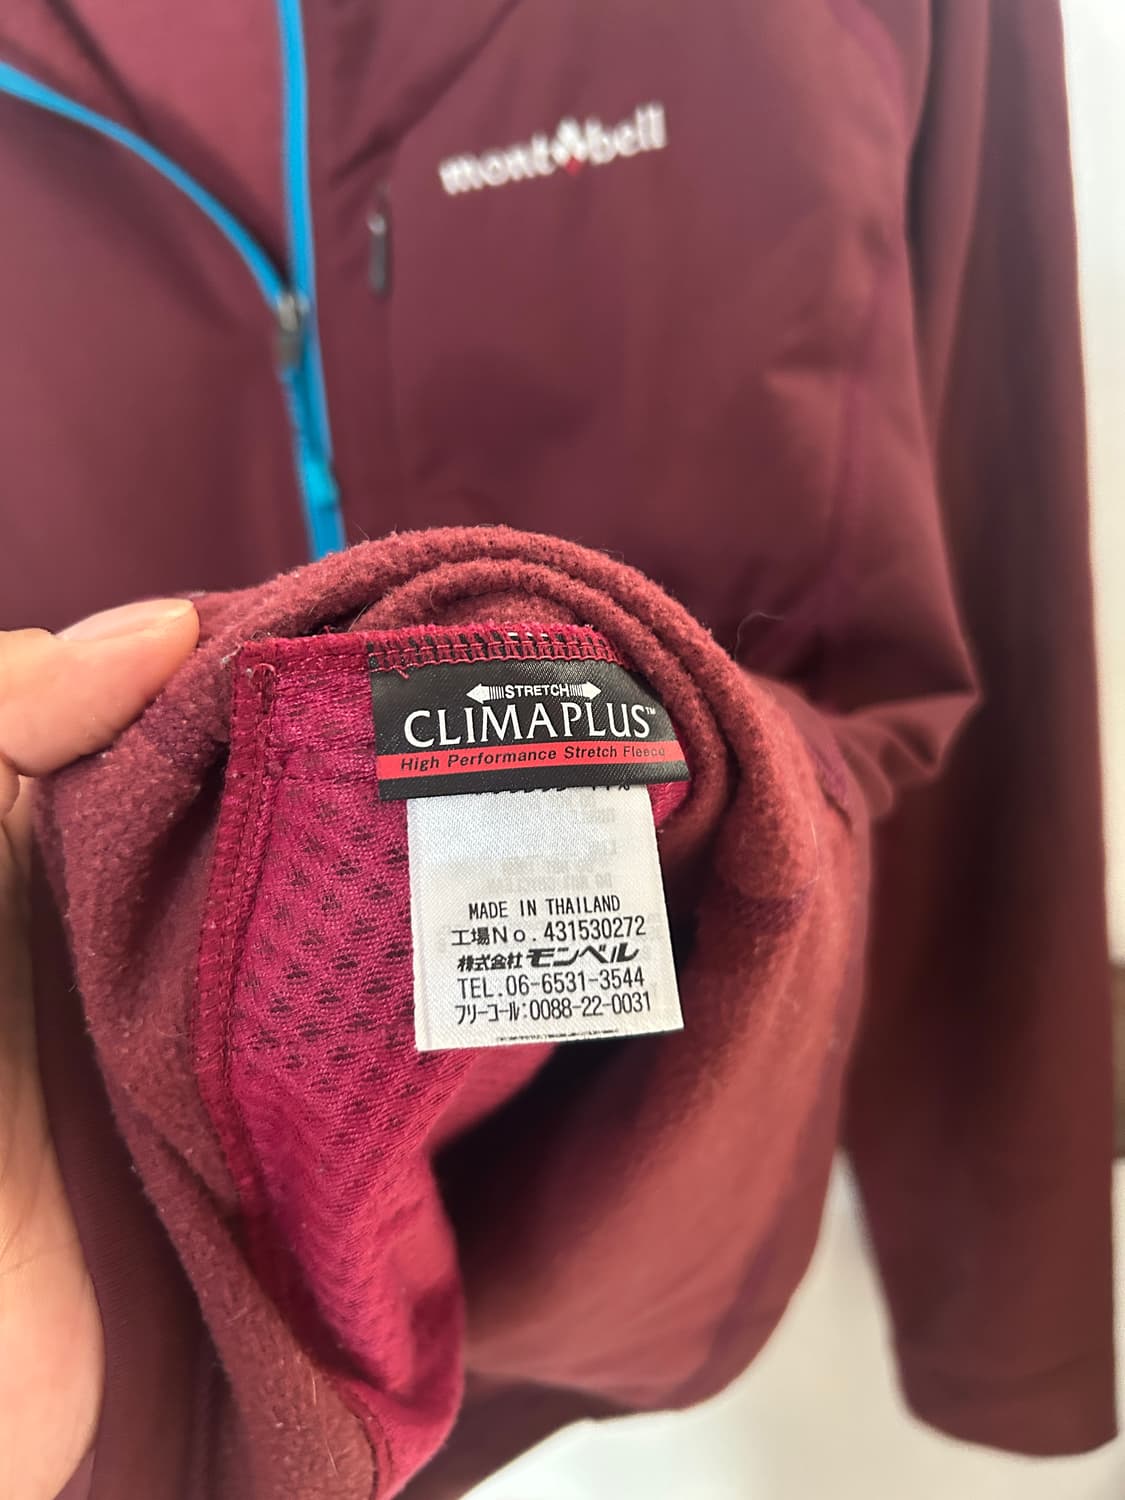 mont bell
STRETCH
CLIMAPLUS™
High Performance Stretch Fleece
MADE IN THAILAND
工場No.431530272
株式会社モンベル
TEL.06-6531-3544
フリーコール:0088-22-0031